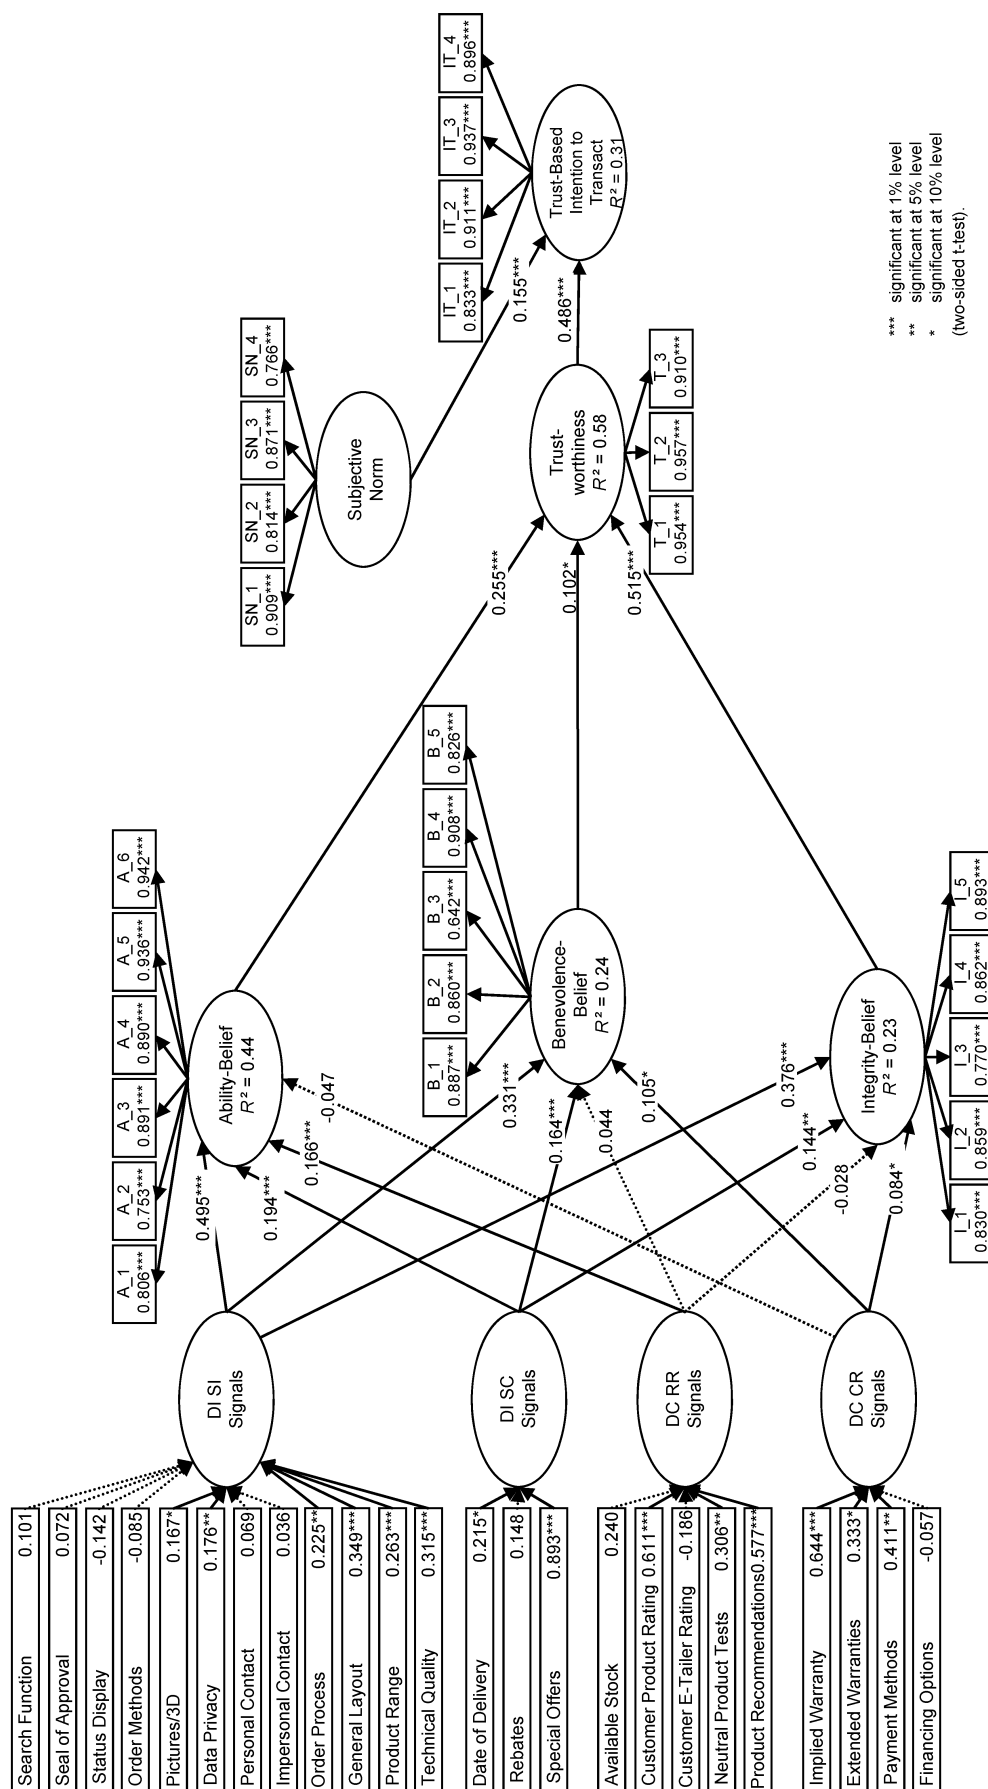 Search Function 0.101
Seal of Approval 0.072
Status Display -0.142
Order Methods -0.085
Pictures/3D 0.167*
Data Privacy 0.176**
Personal Contact 0.069
Impersonal Contact 0.036
Order Process 0.225**
General Layout 0.349***
Product Range 0.263***
Technical Quality 0.315***
Date of Delivery 0.215*
Rebates 0.148
Special Offers 0.893***
Available Stock 0.240
Customer Product Rating 0.611***
Customer E-Tailer Rating -0.186
Neutral Product Tests 0.306**
Product Recommendations 0.577***
Implied Warranty 0.644***
Extended Warranties 0.333*
Payment Methods 0.411**
Financing Options -0.057
DI SI
Signals
DI SC
Signals
DC RR
Signals
DC CR
Signals
0.495***
0.194***
0.166***
-0.047
0.331***
0.164***
0.044
0.105*
0.376***
0.144**
-0.028
0.084*
A_1
0.806***
A_2
0.753***
A_3
0.891***
A_4
0.890***
A_5
0.936***
A_6
0.942***
Ability-Belief
R² = 0.44
B_1
0.887***
B_2
0.860***
B_3
0.642***
B_4
0.908***
B_5
0.826***
Benevolence-
Belief
R² = 0.24
Integrity-Belief
R² = 0.23
I_1
0.830***
I_2
0.859***
I_3
0.770***
I_4
0.862***
I_5
0.893***
0.255***
0.102*
0.515***
SN_1
0.909***
SN_2
0.814***
SN_3
0.871***
SN_4
0.766***
Subjective
Norm
Trust-
worthiness
R² = 0.58
T_1
0.954***
T_2
0.957***
T_3
0.910***
0.155***
0.486***
IT_1
0.833***
IT_2
0.911***
IT_3
0.937***
IT_4
0.896***
Trust-Based
Intention to
Transact
R² = 0.31
*** significant at 1% level
** significant at 5% level
* significant at 10% level
(two-sided t-test).